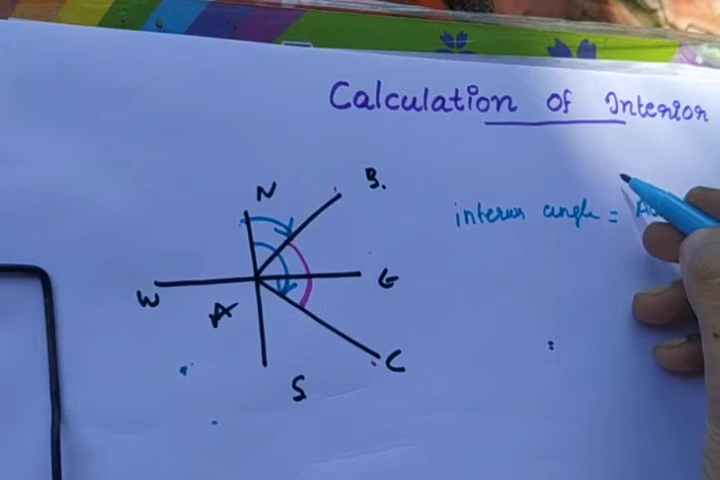 Calculation of Interior
N
B.
interior angle =
W
E
A
C
S